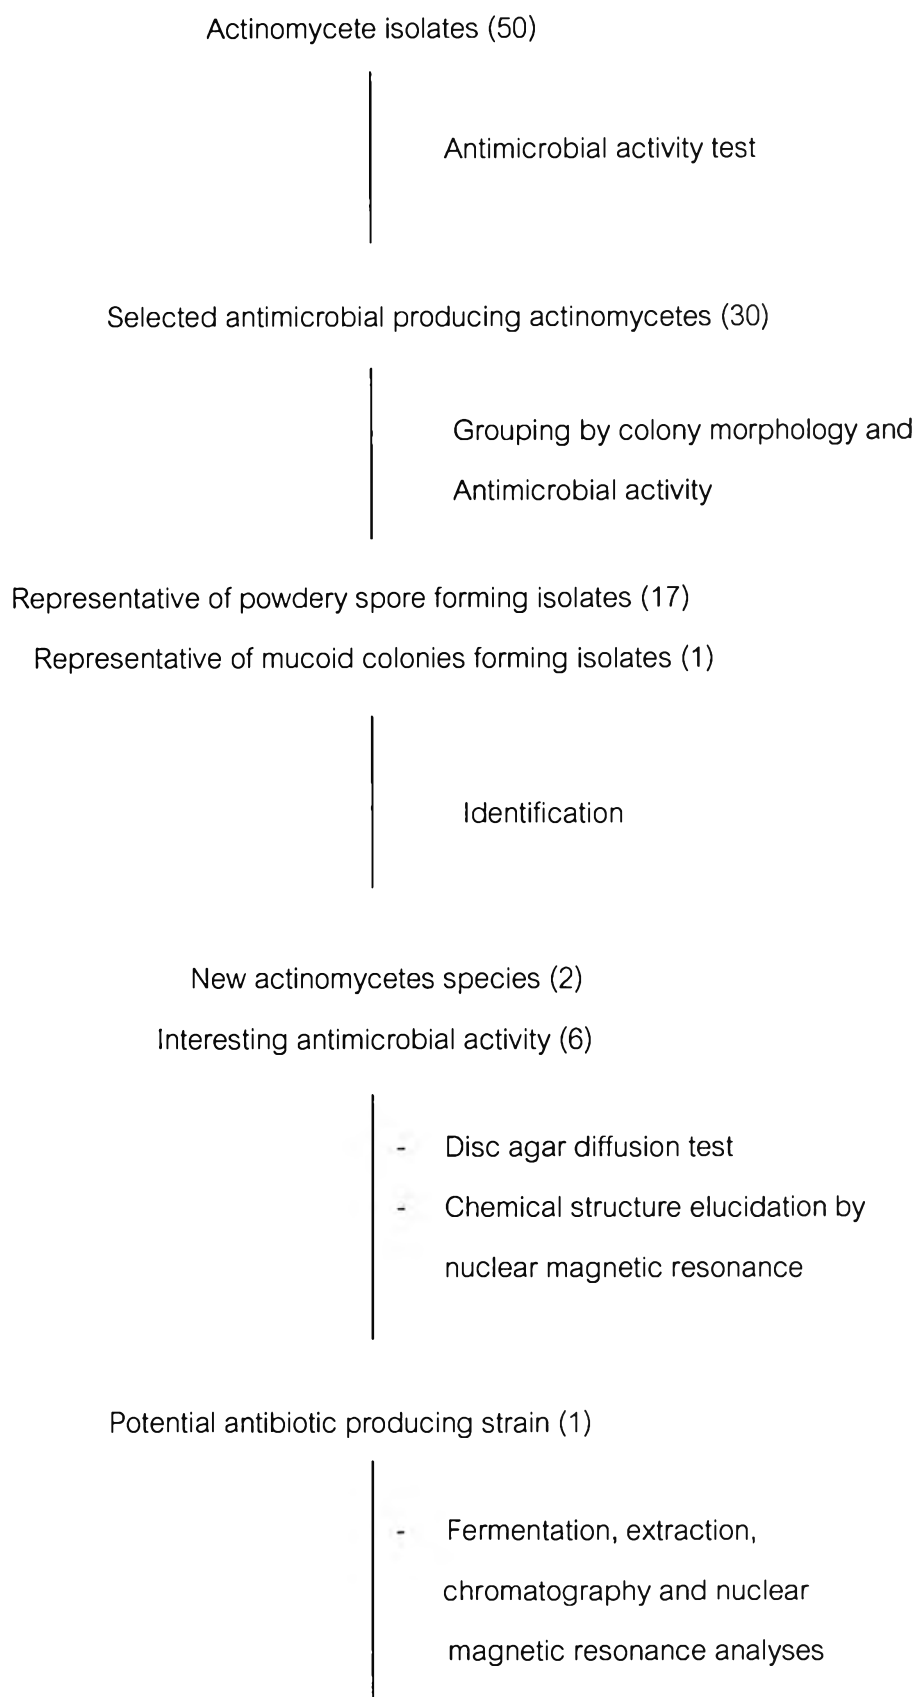 Actinomycete isolates (50)
Antimicrobial activity test
Selected antimicrobial producing actinomycetes (30)
Grouping by colony morphology and
Antimicrobial activity
Representative of powdery spore forming isolates (17)
Representative of mucoid colonies forming isolates (1)
Identification
New actinomycetes species (2)
Interesting antimicrobial activity (6)
- Disc agar diffusion test
- Chemical structure elucidation by
nuclear magnetic resonance
Potential antibiotic producing strain (1)
- Fermentation, extraction,
chromatography and nuclear
magnetic resonance analyses